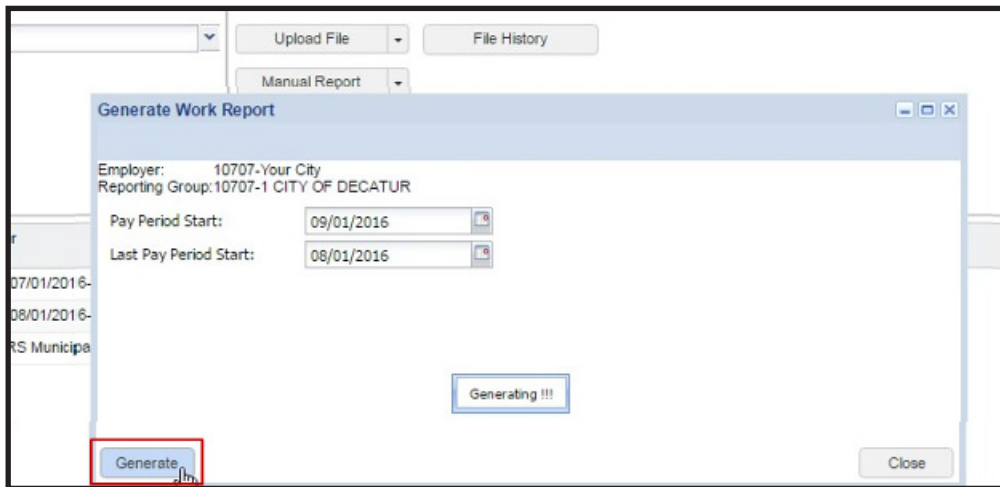 Upload File
File History
Manual Report
Generate Work Report
Employer: 10707-Your City
Reporting Group:10707-1 CITY OF DECATUR
Pay Period Start: 09/01/2016
Last Pay Period Start: 08/01/2016
r
07/01/2016-
08/01/2016-
RS Municipa
Generating !!!
Generate
Close